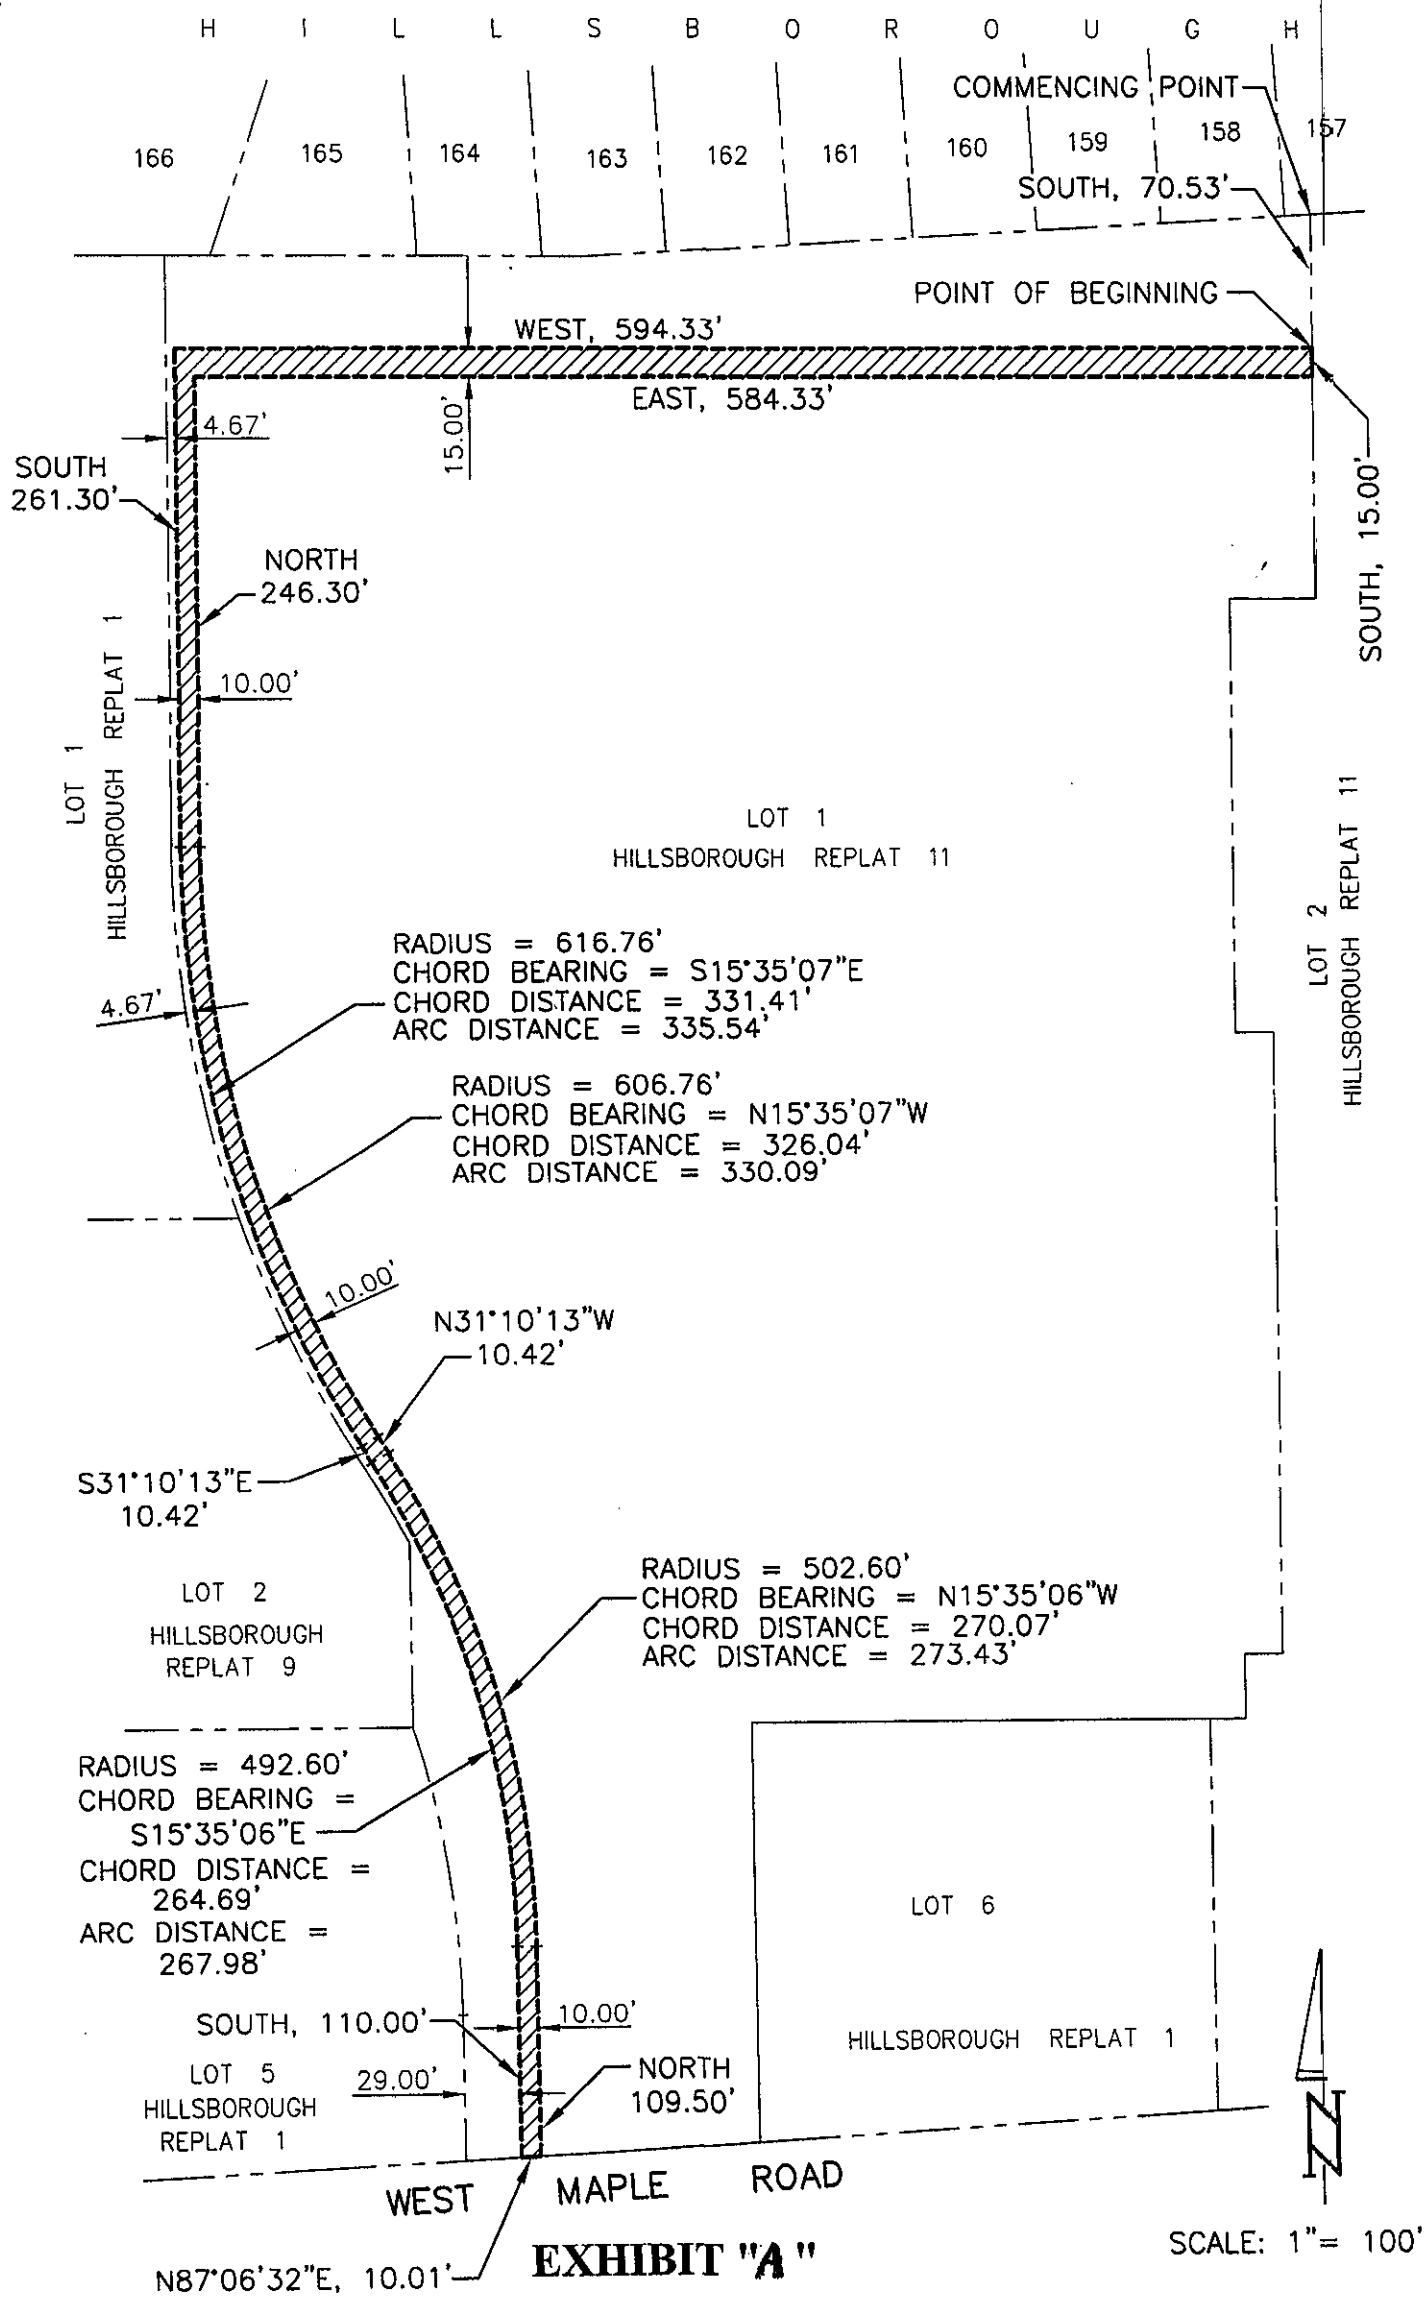 H I L L S B O R O U G H
COMMENCING POINT
166
165
164
163
162
161
160
159
158
157
SOUTH, 70.53'
POINT OF BEGINNING
WEST, 594.33'
EAST, 584.33'
4.67'
15.00'
SOUTH
261.30'
SOUTH, 15.00'
NORTH
246.30'
10.00'
LOT 1
HILLSBOROUGH REPLAT 1
LOT 1
HILLSBOROUGH REPLAT 11
LOT 2
HILLSBOROUGH REPLAT 11
RADIUS = 616.76'
CHORD BEARING = S15°35'07"E
CHORD DISTANCE = 331.41'
ARC DISTANCE = 335.54'
4.67'
RADIUS = 606.76'
CHORD BEARING = N15°35'07"W
CHORD DISTANCE = 326.04'
ARC DISTANCE = 330.09'
10.00'
N31°10'13"W
10.42'
S31°10'13"E
10.42'
RADIUS = 502.60'
CHORD BEARING = N15°35'06"W
CHORD DISTANCE = 270.07'
ARC DISTANCE = 273.43'
LOT 2
HILLSBOROUGH
REPLAT 9
RADIUS = 492.60'
CHORD BEARING =
S15°35'06"E
CHORD DISTANCE =
264.69'
ARC DISTANCE =
267.98'
LOT 6
HILLSBOROUGH REPLAT 1
SOUTH, 110.00'
10.00'
LOT 5
HILLSBOROUGH
REPLAT 1
29.00'
NORTH
109.50'
N
WEST MAPLE ROAD
N87°06'32"E, 10.01'
EXHIBIT "A"
SCALE: 1"= 100'